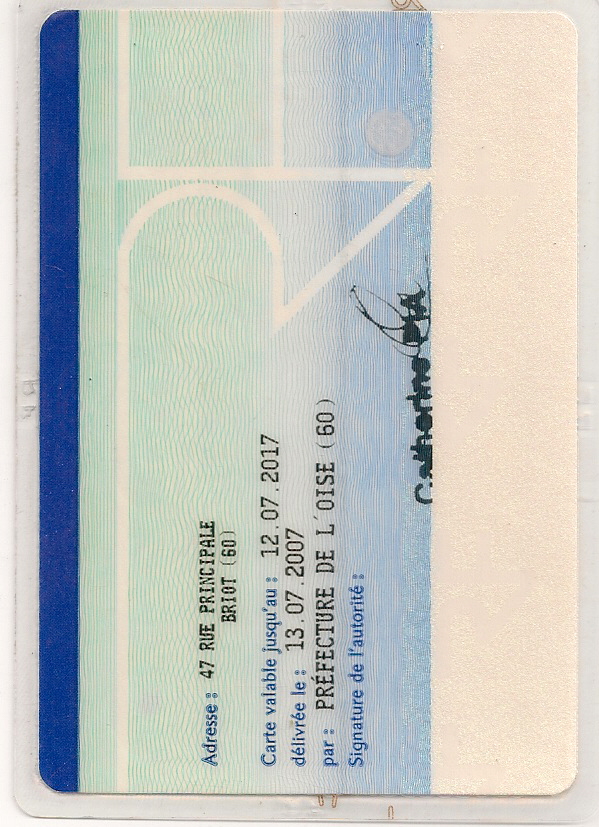 Adresse : 47 RUE PRINCIPALE
BRIOT (60)
Carte valable jusqu'au : 12.07.2017
délivrée le : 13.07.2007
par : PRÉFECTURE DE L'OISE (60)
Signature de l'autorité :
Catherine